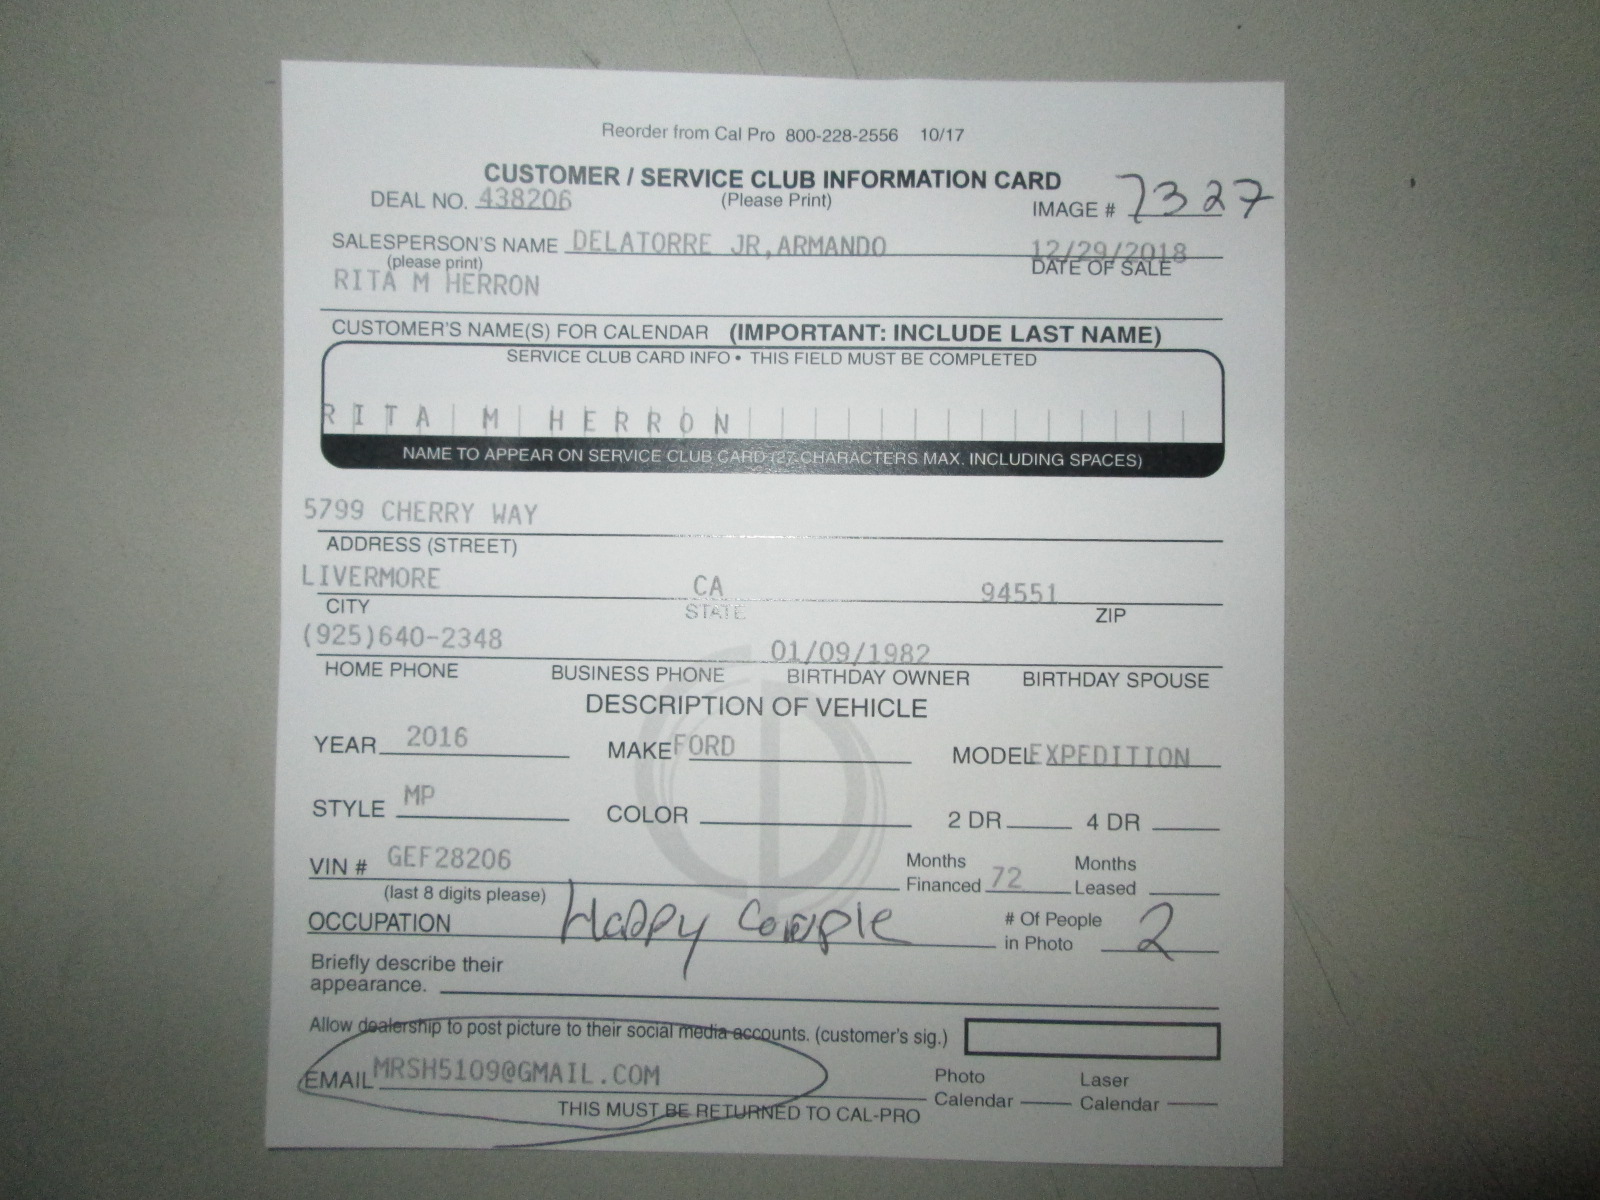 Reorder from Cal Pro 800-228-2556 10/17
CUSTOMER / SERVICE CLUB INFORMATION CARD
DEAL NO. 438206 (Please Print) IMAGE # 7327
SALESPERSON'S NAME DELATORRE JR,ARMANDO 12/29/2018
(please print) DATE OF SALE
RITA M HERRON
CUSTOMER'S NAME(S) FOR CALENDAR (IMPORTANT: INCLUDE LAST NAME)
SERVICE CLUB CARD INFO • THIS FIELD MUST BE COMPLETED
RITA M HERRON
NAME TO APPEAR ON SERVICE CLUB CARD (27 CHARACTERS MAX. INCLUDING SPACES)
5799 CHERRY WAY
ADDRESS (STREET)
LIVERMORE CA 94551
CITY STATE ZIP
(925)640-2348 01/09/1982
HOME PHONE BUSINESS PHONE BIRTHDAY OWNER BIRTHDAY SPOUSE
DESCRIPTION OF VEHICLE
YEAR 2016 MAKE FORD MODEL EXPEDITION
STYLE MP COLOR 2 DR 4 DR
VIN # GEF28206 Months Financed 72 Months Leased
(last 8 digits please)
OCCUPATION Happy Couple # Of People in Photo 2
Briefly describe their
appearance.
Allow dealership to post picture to their social media accounts. (customer's sig.)
EMAIL MRSH5109@GMAIL.COM Photo Calendar Laser Calendar
THIS MUST BE RETURNED TO CAL-PRO